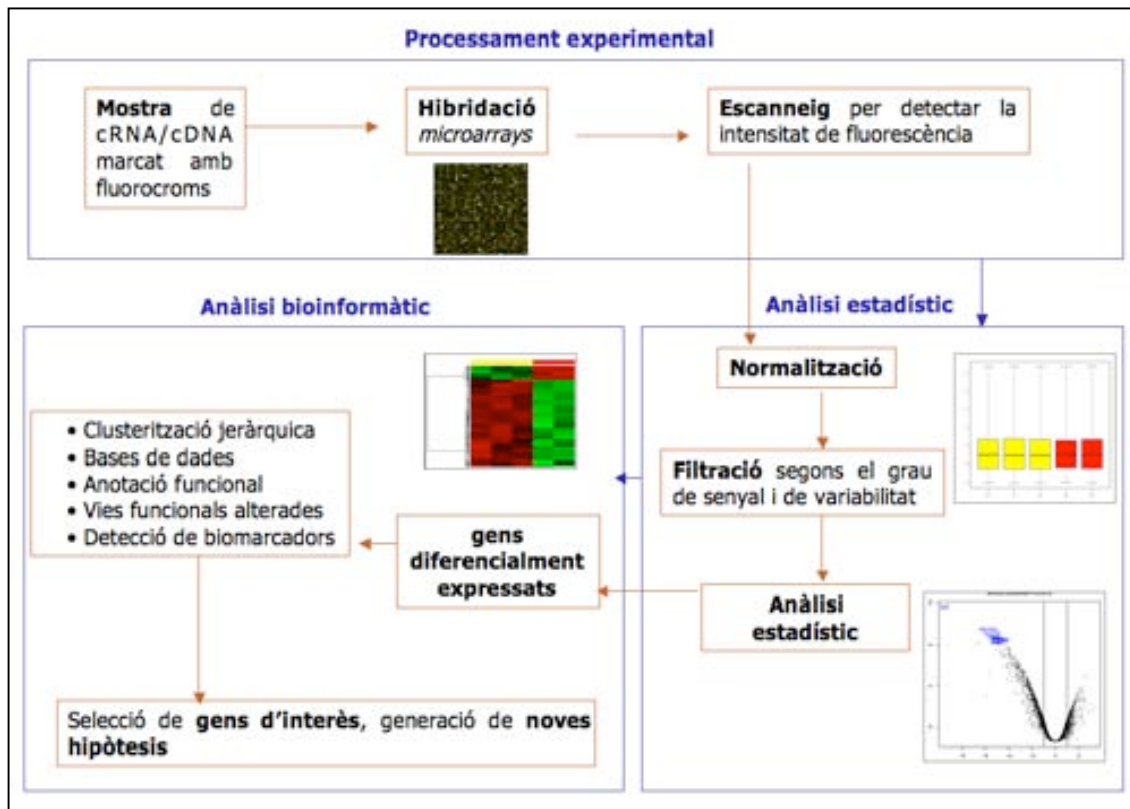 Processament experimental
Mostra de
cRNA/cDNA
marcat amb
fluorocroms
Hibridació
microarrays
Escanneig per detectar la
intensitat de fluorescència
Anàlisi bioinformàtic
Anàlisi estadístic
Normalització
Filtració segons el grau
de senyal i de variabilitat
Anàlisi
estadístic
gens
diferencialment
expressats
• Clusterització jeràrquica
• Bases de dades
• Anotació funcional
• Vies funcionals alterades
• Detecció de biomarcadors
Selecció de gens d'interès, generació de noves
hipòtesis